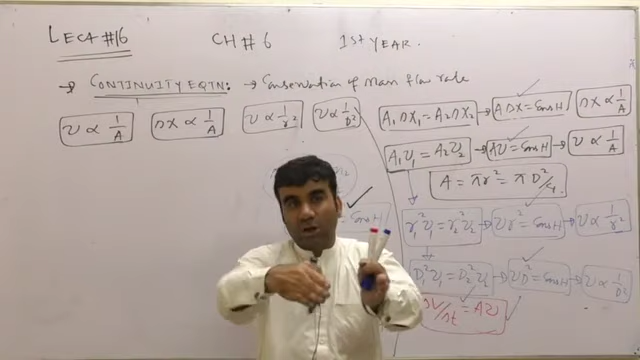 LECT #16 CH # 6 1st YEAR.
→ CONTINUITY EQTN: → Conservation of Mass flow rate
v ∝ 1/A Δx ∝ 1/A v ∝ 1/r² v ∝ 1/D²
A₁Δx₁ = A₂Δx₂ → AΔx = Const Δx ∝ 1/A
A₁v₁ = A₂v₂ → Av = Const → v ∝ 1/A
A = πr² = πD²/4
r₁²v₁ = r₂²v₂ → vr² = Const → v ∝ 1/r²
D₁²v₁ = D₂²v₂ → vD² = Const → v ∝ 1/D²
ΔV/Δt = Av